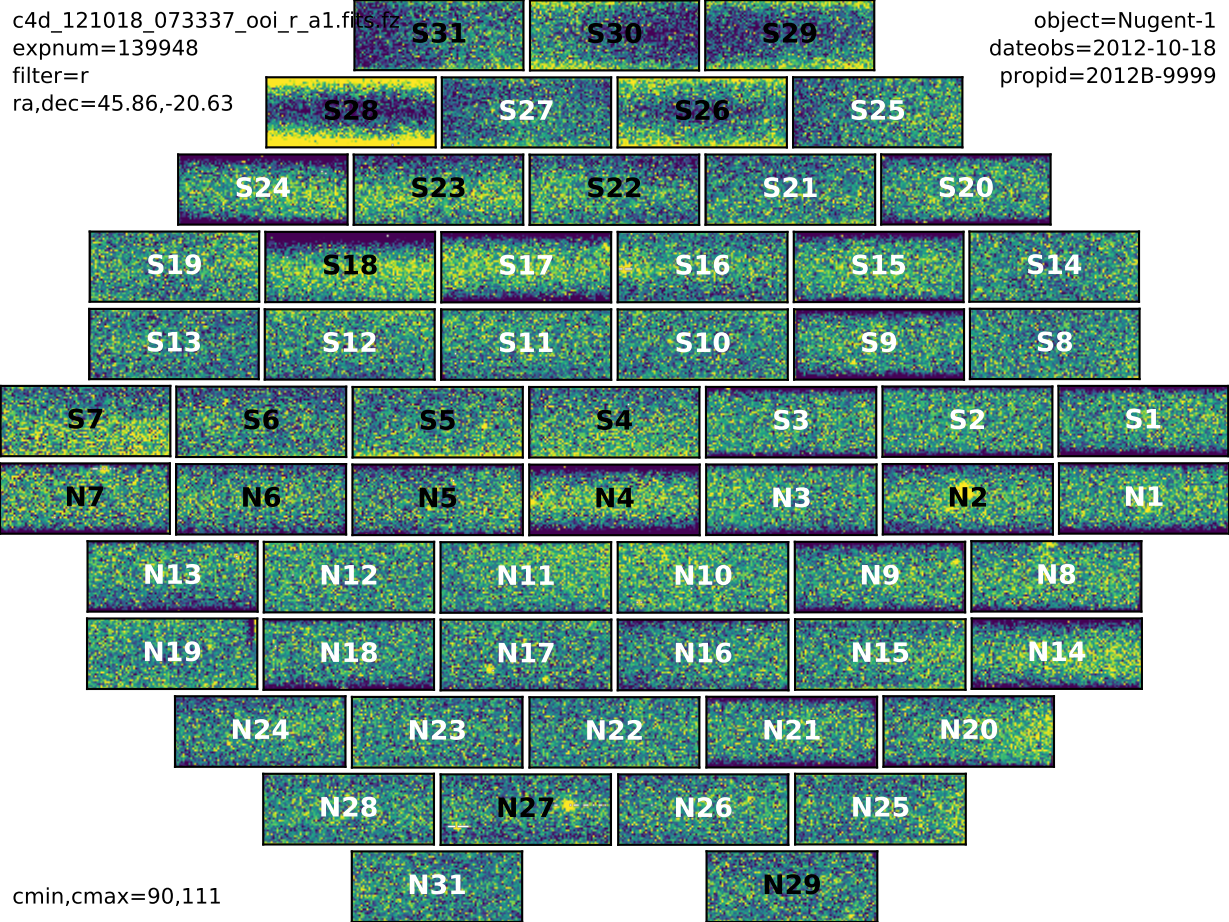 c4d_121018_073337_ooi_r_a1.fits.fz
expnum=139948
filter=r
ra,dec=45.86,-20.63
object=Nugent-1
dateobs=2012-10-18
propid=2012B-9999
S31 S30 S29
S28 S27 S26 S25
S24 S23 S22 S21 S20
S19 S18 S17 S16 S15 S14
S13 S12 S11 S10 S9 S8
S7 S6 S5 S4 S3 S2 S1
N7 N6 N5 N4 N3 N2 N1
N13 N12 N11 N10 N9 N8
N19 N18 N17 N16 N15 N14
N24 N23 N22 N21 N20
N28 N27 N26 N25
N31 N29
cmin,cmax=90,111